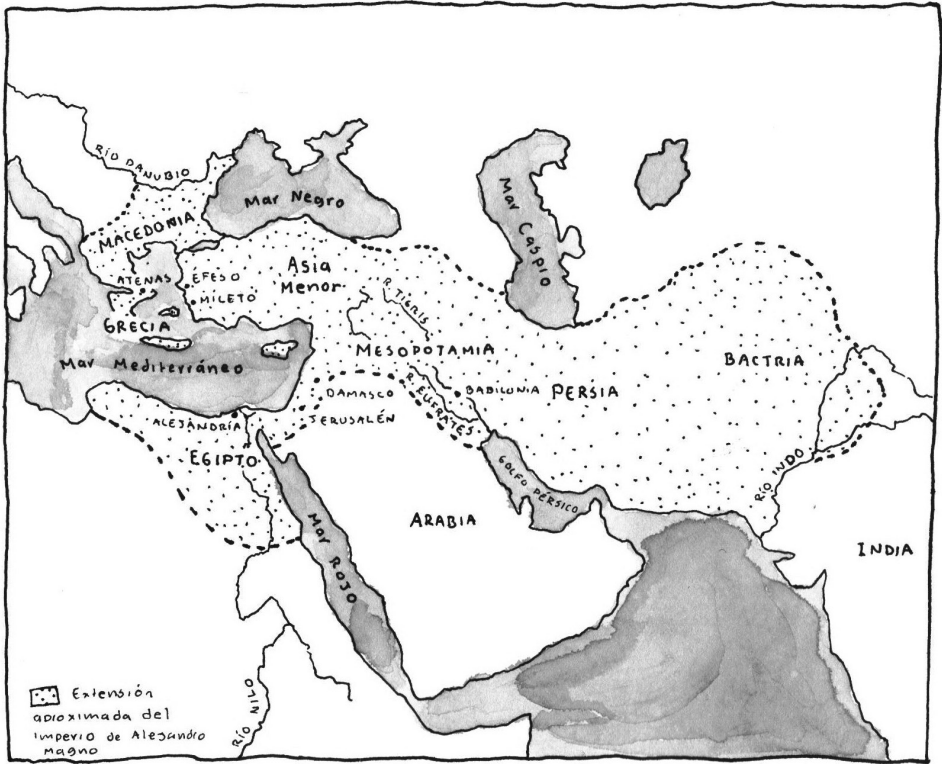 RÍO DANUBIO
Mar Negro
MACEDONIA
Mar Caspio
Asia
Menor
ATENAS
EFESO
MILETO
R. TIGRIS
GRECIA
MESOPOTAMIA
BACTRIA
Mar Mediterráneo
DAMASCO
R. EUFRATES
BABILONIA
PERSIA
ALEJANDRÍA
JERUSALÉN
EGIPTO
GOLFO PÉRSICO
RÍO INDO
Mar Rojo
ARABIA
INDIA
RÍO NILO
Extensión
aproximada del
imperio de Alejandro
Magno